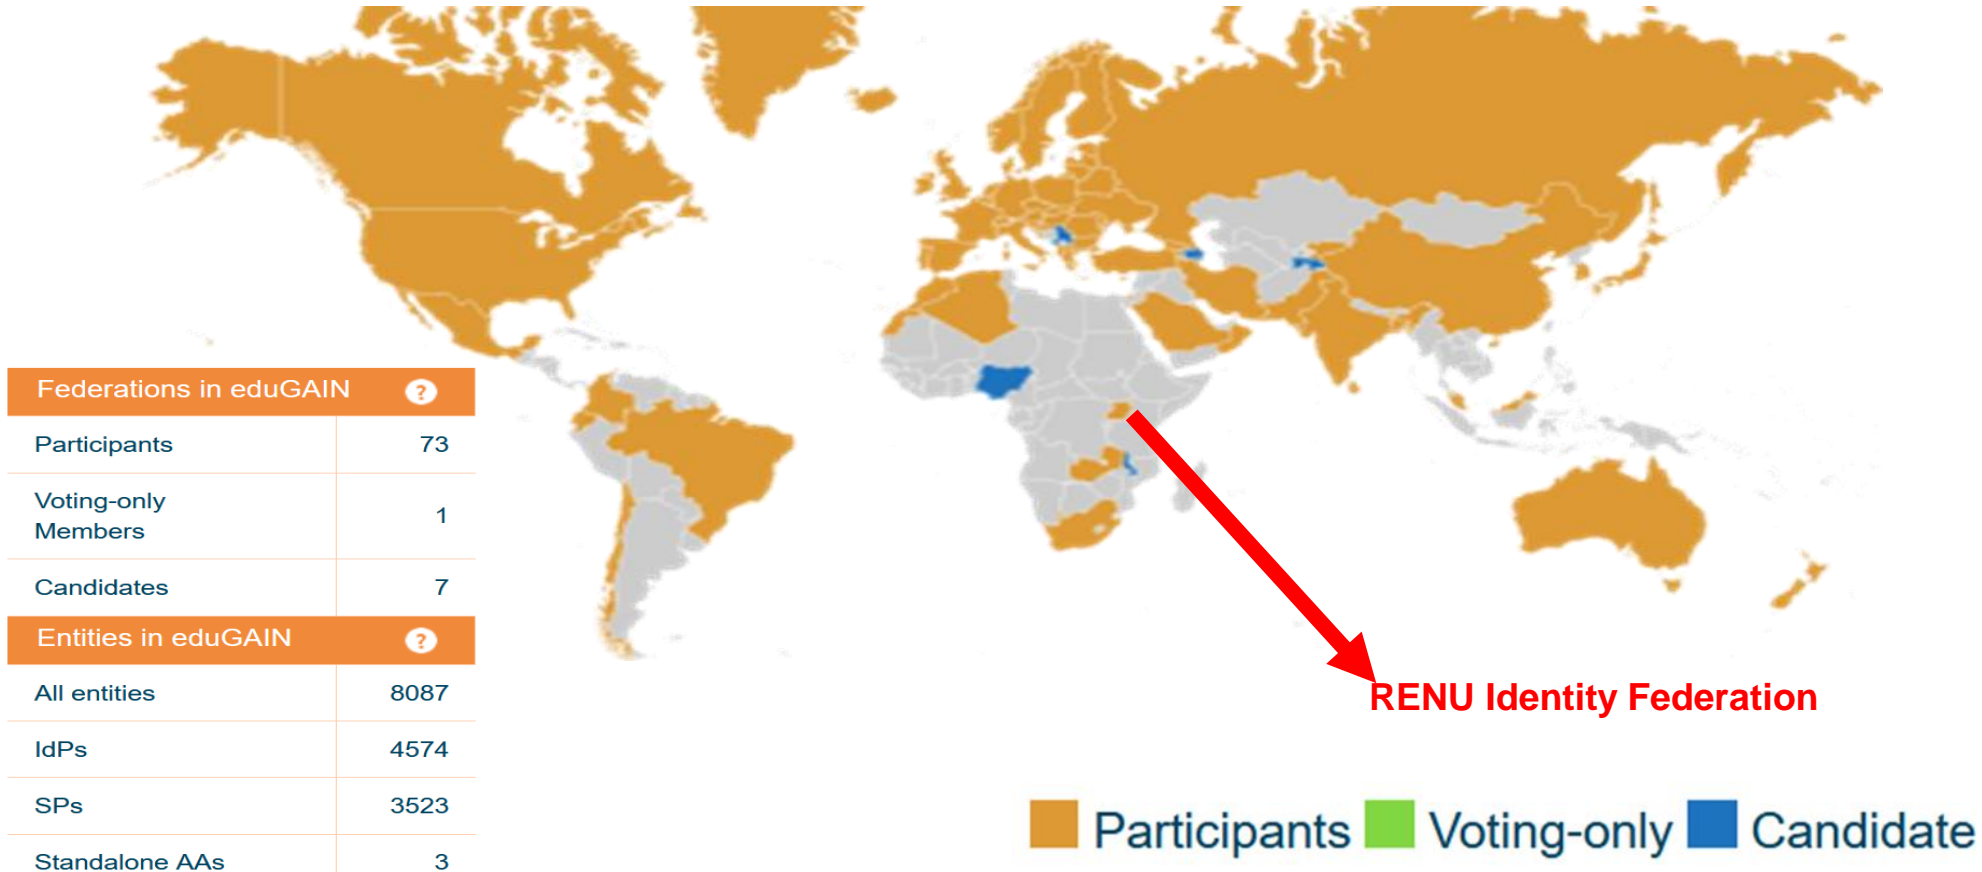 Federations in eduGAIN ?
Participants 73
Voting-only
Members 1
Candidates 7
Entities in eduGAIN ?
All entities 8087
IdPs 4574
SPs 3523
Standalone AAs 3
RENU Identity Federation
Participants Voting-only Candidate